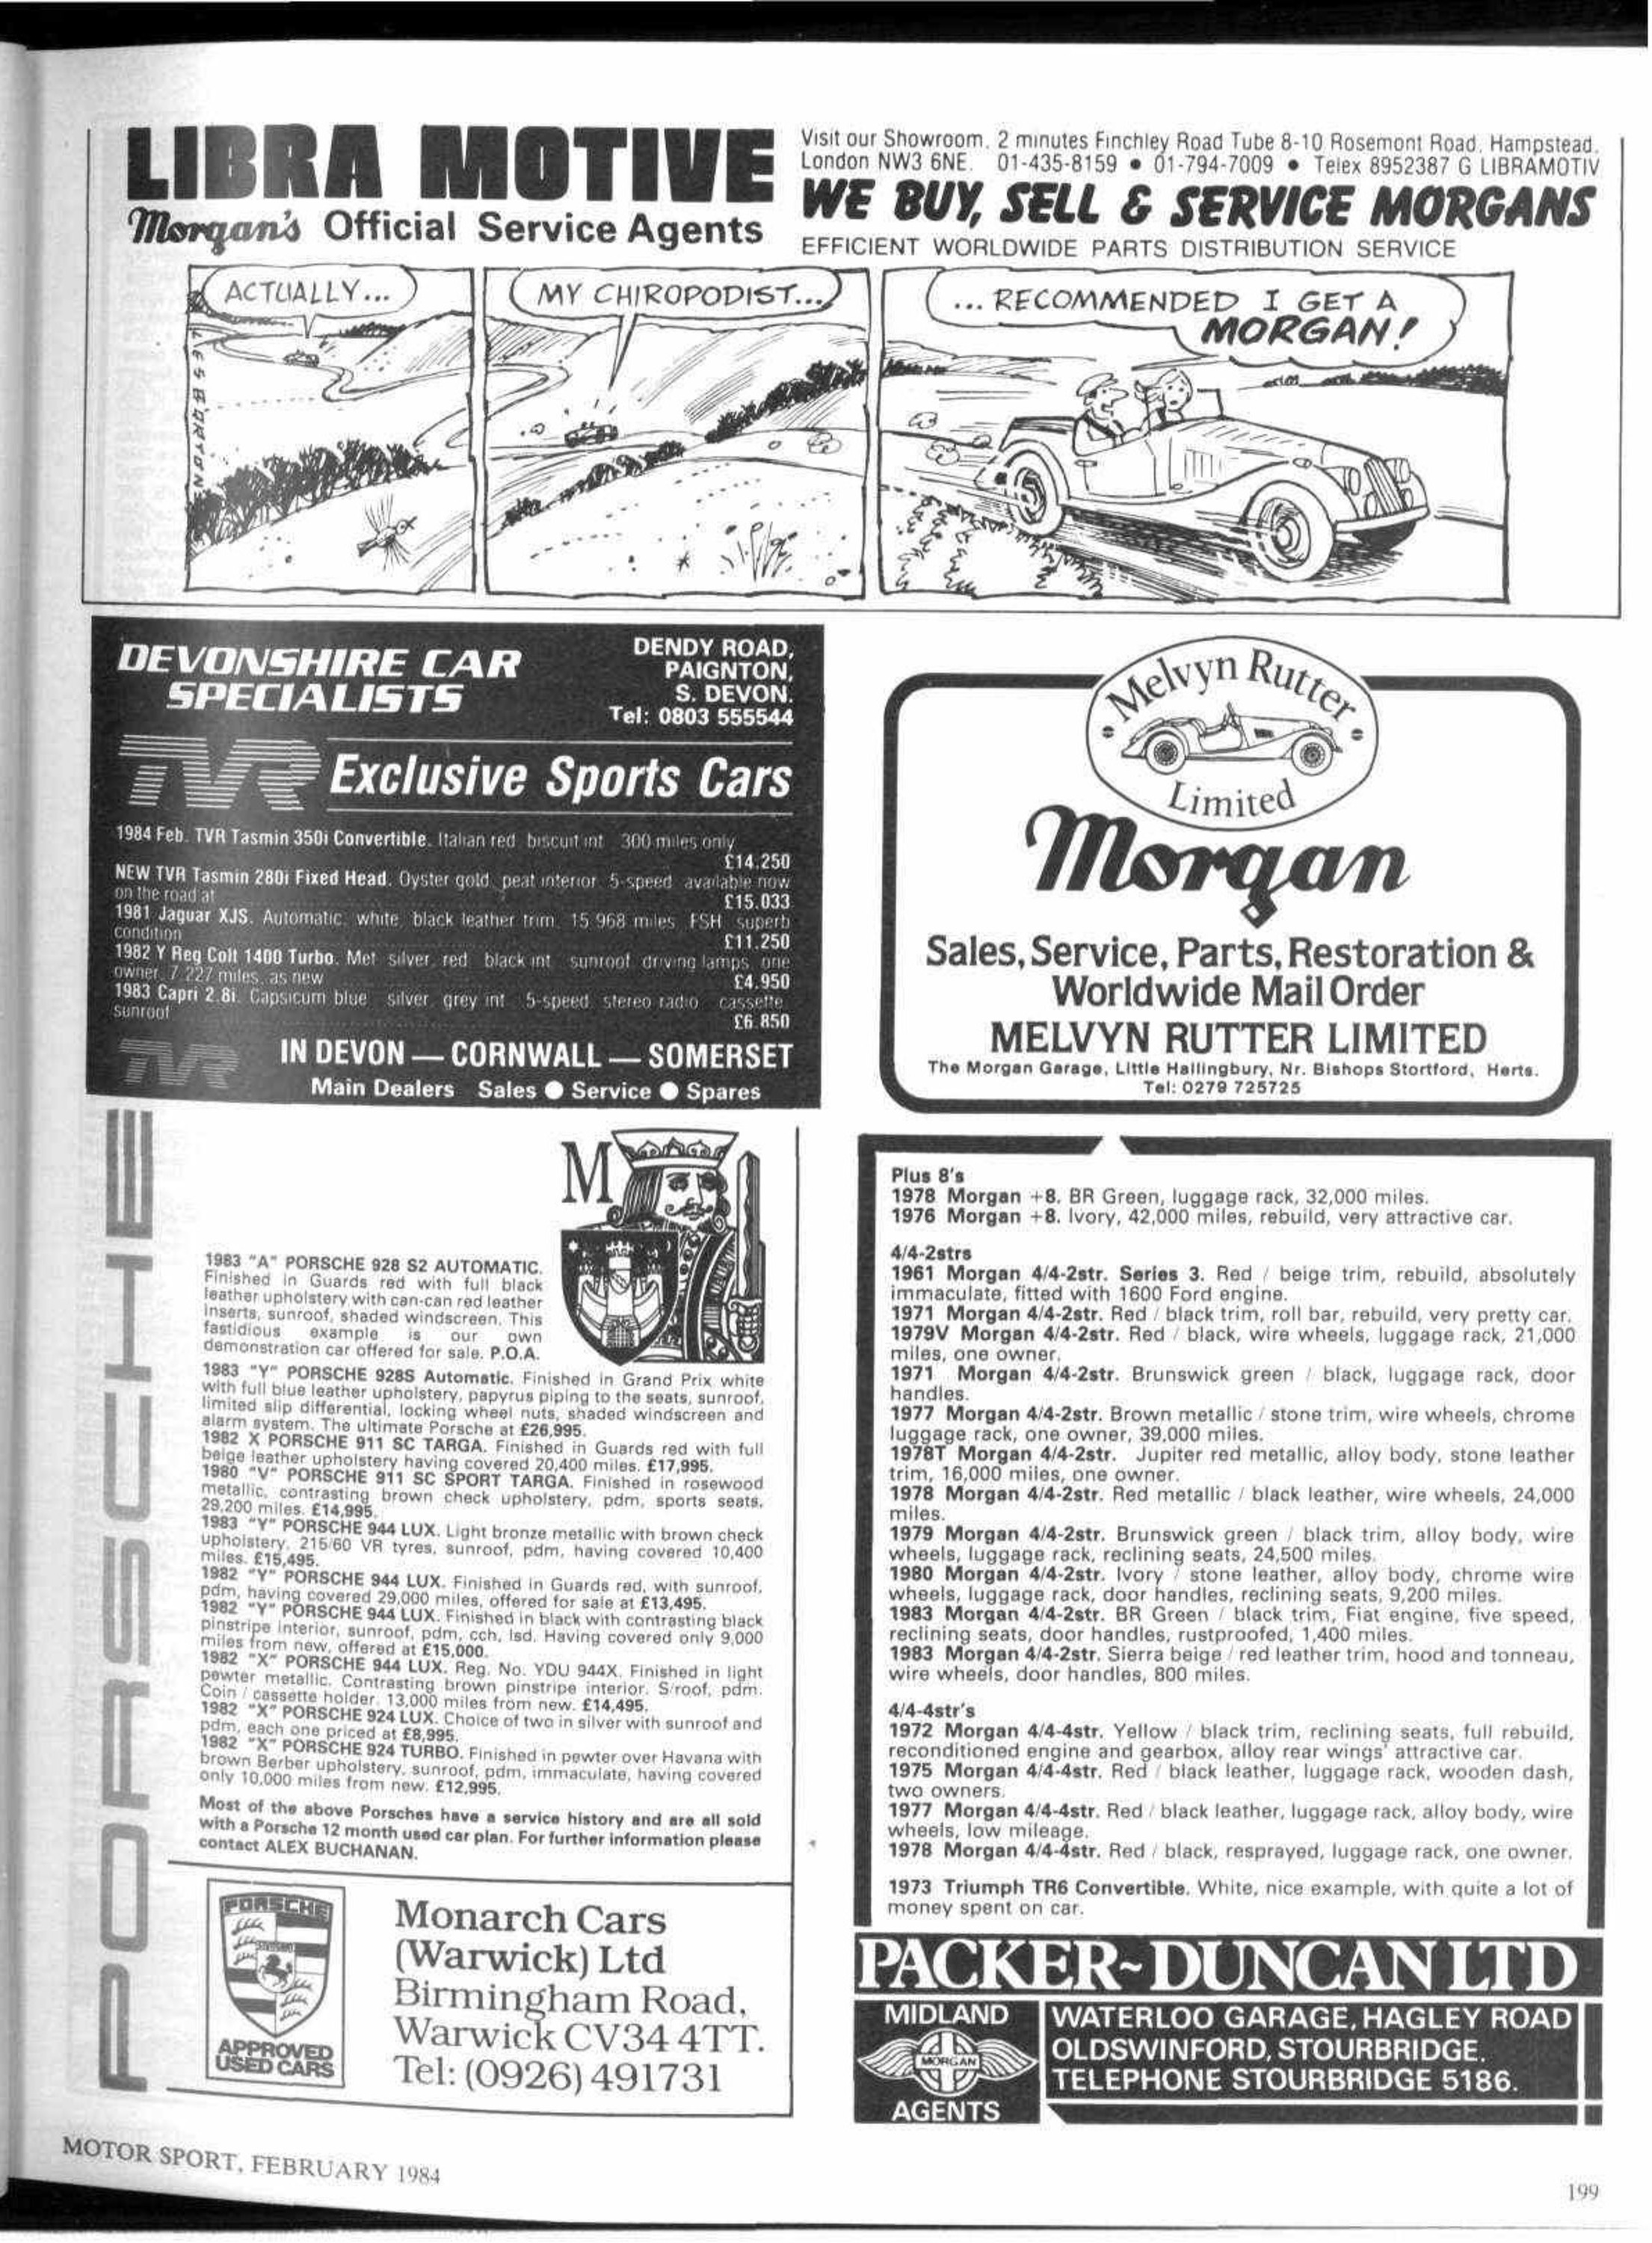 LIBRA MOTIVE
Morgan's Official Service Agents
Visit our Showroom. 2 minutes Finchley Road Tube 8-10 Rosemont Road, Hampstead.
London NW3 6NE. 01-435-8159 • 01-794-7009 • Telex 8952387 G LIBRAMOTIV
WE BUY, SELL & SERVICE MORGANS
EFFICIENT WORLDWIDE PARTS DISTRIBUTION SERVICE
ACTUALLY...
MY CHIROPODIST...
... RECOMMENDED I GET A
MORGAN!
LES BARTON
DEVONSHIRE CAR
SPECIALISTS
DENDY ROAD,
PAIGNTON,
S. DEVON.
Tel: 0803 555544
TVR
Exclusive Sports Cars
1984 Feb. TVR Tasmin 350i Convertible. Italian red biscuit int 300 miles only
£14.250
NEW TVR Tasmin 280i Fixed Head. Oyster gold, peat interior 5-speed available now
on the road at £15.033
1981 Jaguar XJS. Automatic, white, black leather trim 15 968 miles FSH superb
condition £11.250
1982 Y Reg Colt 1400 Turbo. Met silver, red black int sunroof driving lamps one
owner, 7 227 miles, as new £4.950
1983 Capri 2.8i. Capsicum blue silver, grey int 5-speed stereo radio cassette
sunroof £6.850
TVR
IN DEVON — CORNWALL — SOMERSET
Main Dealers Sales ● Service ● Spares
Melvyn Rutter
Limited
Morgan
Sales, Service, Parts, Restoration &
Worldwide Mail Order
MELVYN RUTTER LIMITED
The Morgan Garage, Little Hallingbury, Nr. Bishops Stortford, Herts.
Tel: 0279 725725
PORSCHE
M
1983 "A" PORSCHE 928 S2 AUTOMATIC.
Finished in Guards red with full black
leather upholstery with can-can red leather
inserts, sunroof, shaded windscreen. This
fastidious example is our own
demonstration car offered for sale. P.O.A.
1983 "Y" PORSCHE 928S Automatic. Finished in Grand Prix white
with full blue leather upholstery, papyrus piping to the seats, sunroof,
limited slip differential, locking wheel nuts, shaded windscreen and
alarm system. The ultimate Porsche at £26,995.
1982 X PORSCHE 911 SC TARGA. Finished in Guards red with full
beige leather upholstery having covered 20,400 miles. £17,995.
1980 "V" PORSCHE 911 SC SPORT TARGA. Finished in rosewood
metallic, contrasting brown check upholstery, pdm, sports seats,
29,200 miles. £14,995.
1983 "Y" PORSCHE 944 LUX. Light bronze metallic with brown check
upholstery, 215/60 VR tyres, sunroof, pdm, having covered 10,400
miles. £15,495.
1982 "Y" PORSCHE 944 LUX. Finished in Guards red, with sunroof,
pdm, having covered 29,000 miles, offered for sale at £13,495.
1982 "Y" PORSCHE 944 LUX. Finished in black with contrasting black
pinstripe interior, sunroof, pdm, cch, lsd. Having covered only 9,000
miles from new, offered at £15,000.
1982 "X" PORSCHE 944 LUX. Reg. No. YDU 944X. Finished in light
pewter metallic. Contrasting brown pinstripe interior. S/roof, pdm.
Coin / cassette holder. 13,000 miles from new. £14,495.
1982 "X" PORSCHE 924 LUX. Choice of two in silver with sunroof and
pdm, each one priced at £8,995.
1982 "X" PORSCHE 924 TURBO. Finished in pewter over Havana with
brown Berber upholstery, sunroof, pdm, immaculate, having covered
only 10,000 miles from new. £12,995.
Most of the above Porsches have a service history and are all sold
with a Porsche 12 month used car plan. For further information please
contact ALEX BUCHANAN.
PORSCHE
APPROVED
USED CARS
Monarch Cars
(Warwick) Ltd
Birmingham Road,
Warwick CV34 4TT.
Tel: (0926) 491731
Plus 8's
1978 Morgan +8. BR Green, luggage rack, 32,000 miles.
1976 Morgan +8. Ivory, 42,000 miles, rebuild, very attractive car.
4/4-2strs
1961 Morgan 4/4-2str. Series 3. Red / beige trim, rebuild, absolutely
immaculate, fitted with 1600 Ford engine.
1971 Morgan 4/4-2str. Red / black trim, roll bar, rebuild, very pretty car.
1979V Morgan 4/4-2str. Red / black, wire wheels, luggage rack, 21,000
miles, one owner.
1971 Morgan 4/4-2str. Brunswick green / black, luggage rack, door
handles.
1977 Morgan 4/4-2str. Brown metallic / stone trim, wire wheels, chrome
luggage rack, one owner, 39,000 miles.
1978T Morgan 4/4-2str. Jupiter red metallic, alloy body, stone leather
trim, 16,000 miles, one owner.
1978 Morgan 4/4-2str. Red metallic / black leather, wire wheels, 24,000
miles.
1979 Morgan 4/4-2str. Brunswick green / black trim, alloy body, wire
wheels, luggage rack, reclining seats, 24,500 miles.
1980 Morgan 4/4-2str. Ivory / stone leather, alloy body, chrome wire
wheels, luggage rack, door handles, reclining seats, 9,200 miles.
1983 Morgan 4/4-2str. BR Green / black trim, Fiat engine, five speed,
reclining seats, door handles, rustproofed, 1,400 miles.
1983 Morgan 4/4-2str. Sierra beige / red leather trim, hood and tonneau,
wire wheels, door handles, 800 miles.
4/4-4str's
1972 Morgan 4/4-4str. Yellow / black trim, reclining seats, full rebuild,
reconditioned engine and gearbox, alloy rear wings' attractive car.
1975 Morgan 4/4-4str. Red / black leather, luggage rack, wooden dash,
two owners.
1977 Morgan 4/4-4str. Red / black leather, luggage rack, alloy body, wire
wheels, low mileage.
1978 Morgan 4/4-4str. Red / black, resprayed, luggage rack, one owner.
1973 Triumph TR6 Convertible. White, nice example, with quite a lot of
money spent on car.
PACKER-DUNCAN LTD
MIDLAND
MORGAN
AGENTS
WATERLOO GARAGE, HAGLEY ROAD
OLDSWINFORD, STOURBRIDGE.
TELEPHONE STOURBRIDGE 5186.
MOTOR SPORT, FEBRUARY 1984
199